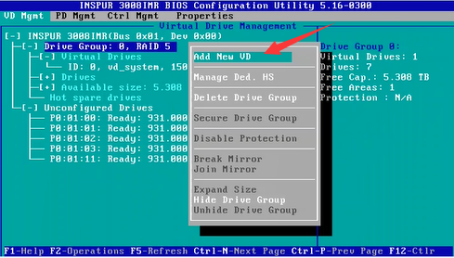 INSPUR 3008IMR BIOS Configuration Utility 5.16-0300
VD Mgmt PD Mgmt Ctrl Mgmt Properties
Virtual Drive Management
[-] INSPUR 3008IMR(Bus 0x01, Dev 0x00)
[-] Drive Group: 0, RAID 5
[-] Virtual Drives
ID: 0, vd_system, 150
[+] Drives
[+] Available size: 5.308
Hot spare drives
[-] Unconfigured Drives
P0:01:00: Ready: 931.000
P0:01:01: Ready: 931.000
P0:01:02: Ready: 931.000
P0:01:03: Ready: 931.000
P0:01:11: Ready: 931.000
Add New VD
Manage Ded. HS
Delete Drive Group
Secure Drive Group
Disable Protection
Break Mirror
Join Mirror
Expand Size
Hide Drive Group
Unhide Drive Group
Drive Group 0:
Virtual Drives: 1
Drives: 7
Free Cap.: 5.308 TB
Free Areas: 1
Protection : N/A
F1-Help F2-Operations F5-Refresh Ctrl-N-Next Page Ctrl-P-Prev Page F12-Ctlr